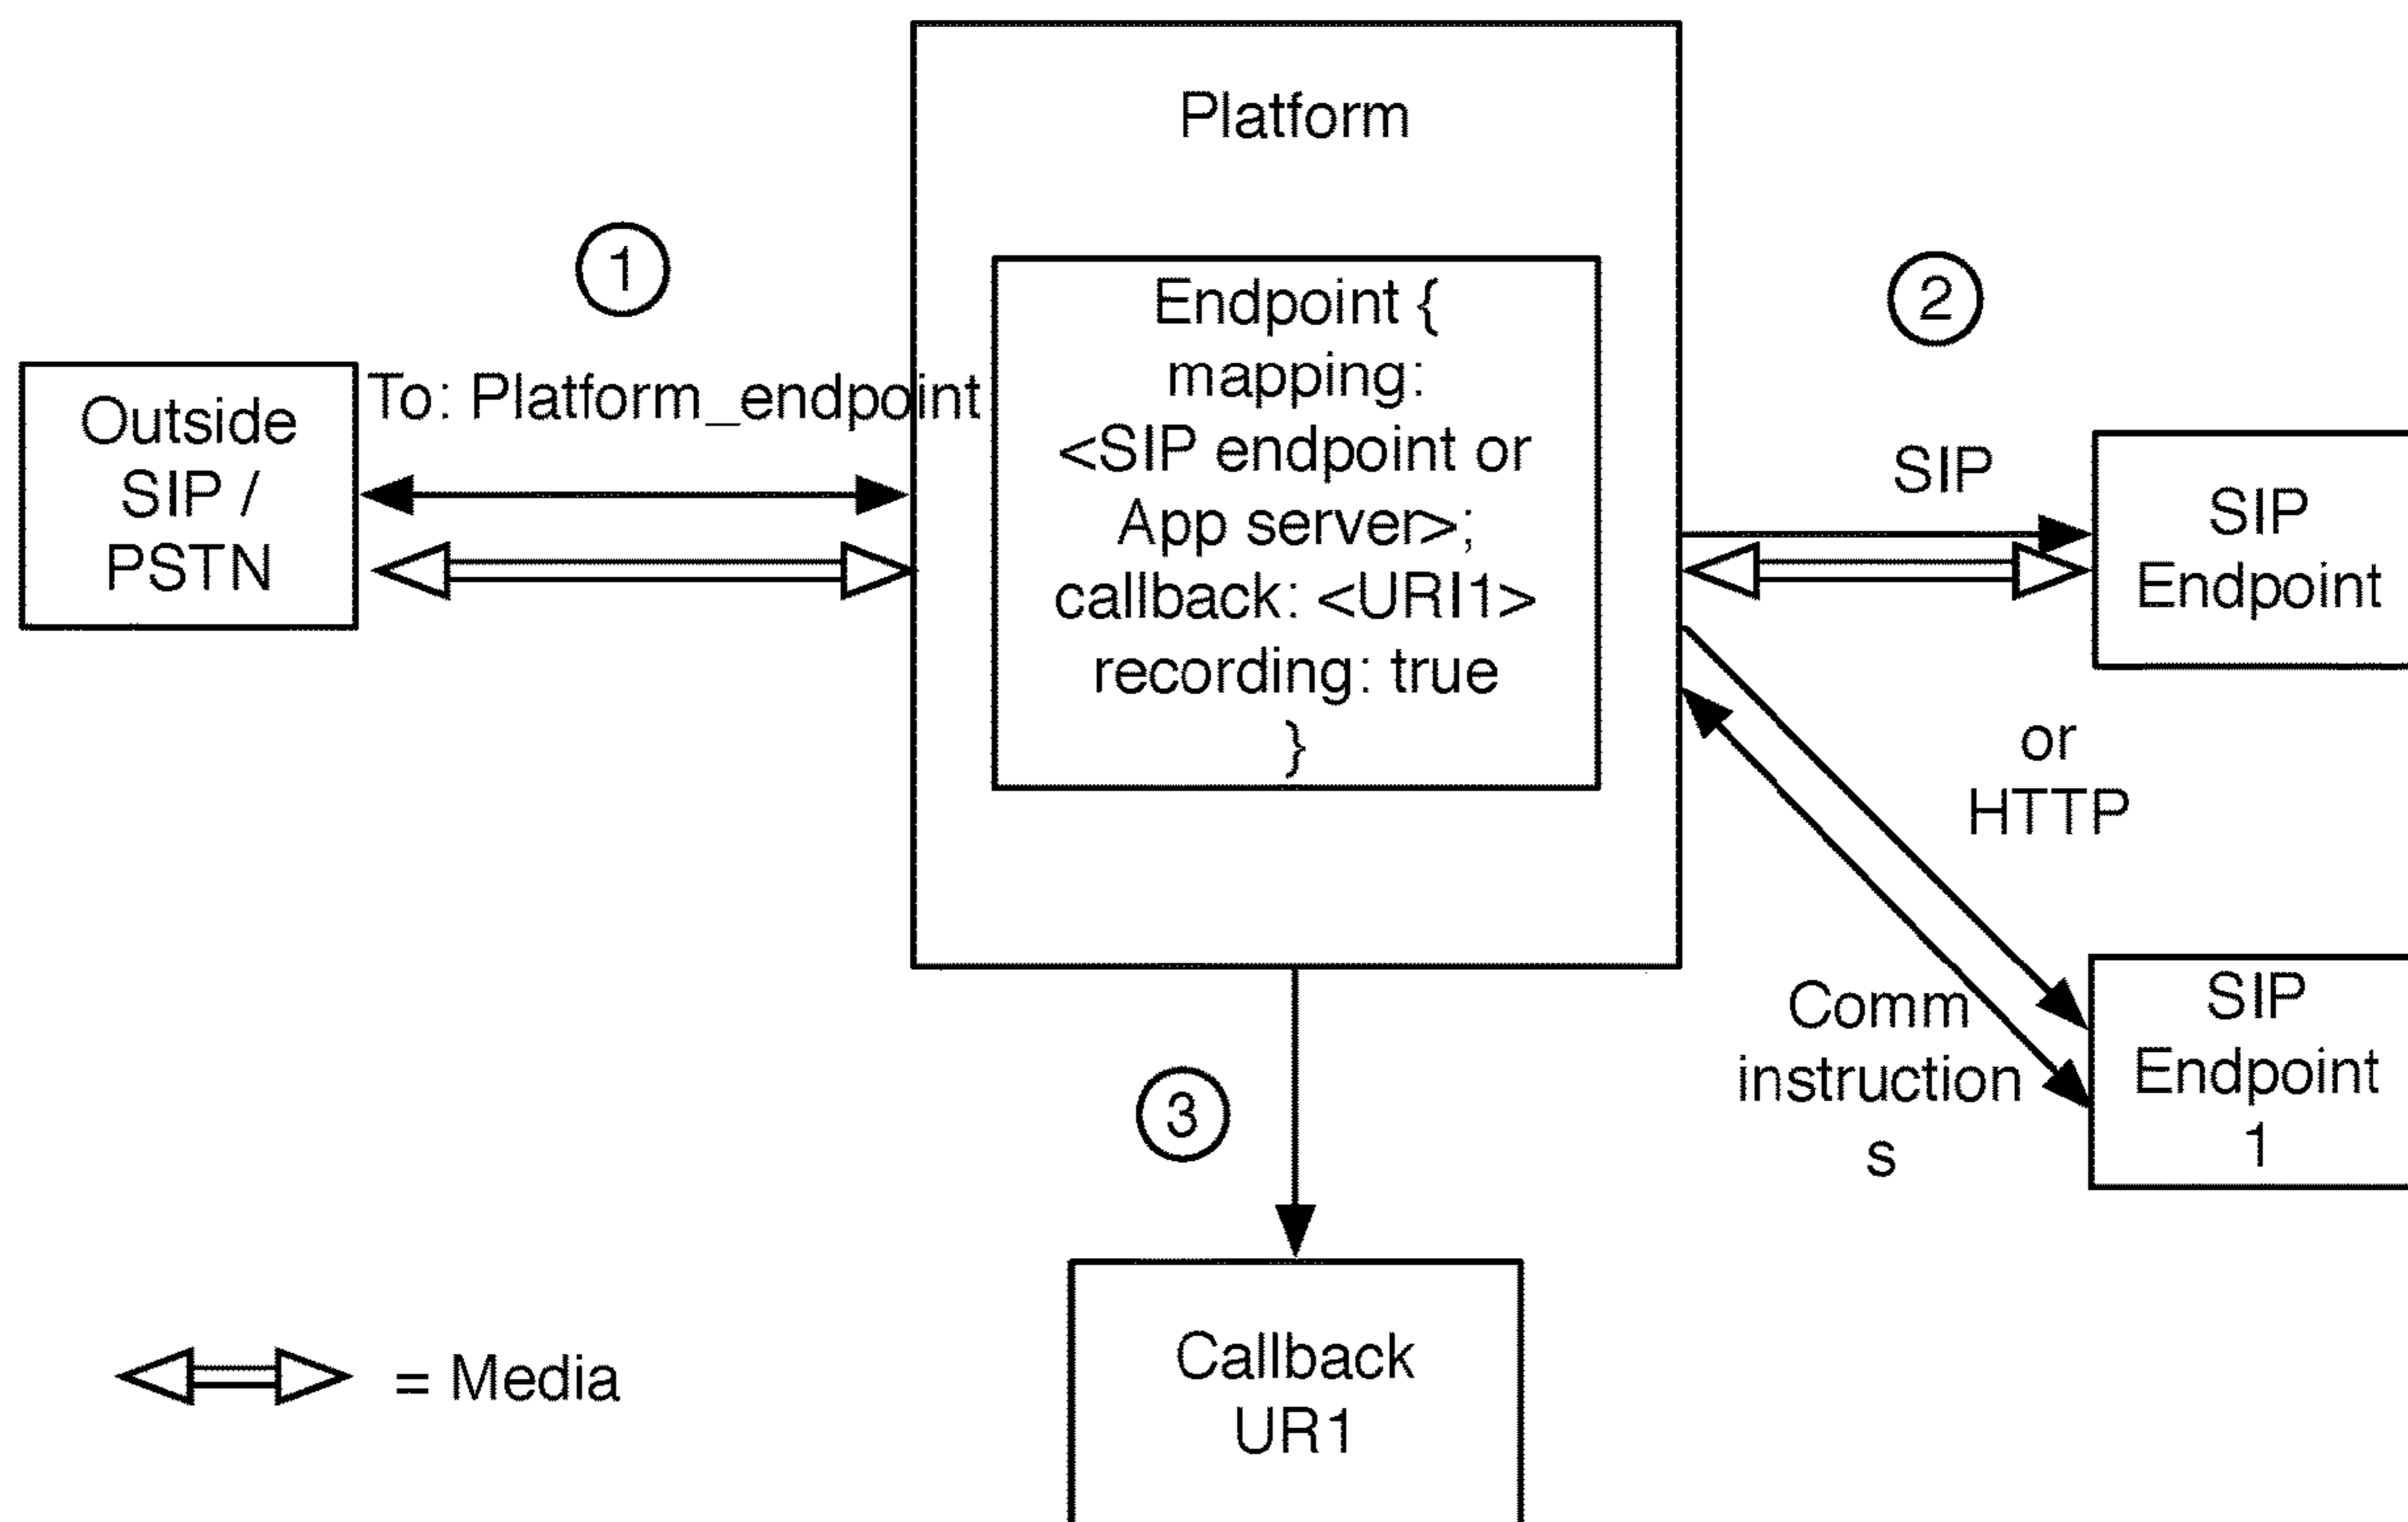 Platform
1
To: Platform_endpoint
Outside
SIP /
PSTN
Endpoint {
mapping:
<SIP endpoint or
App server>;
callback: <URI1>
recording: true
}
2
SIP
SIP
Endpoint
or
HTTP
Comm
instruction
s
SIP
Endpoint
1
3
Callback
UR1
= Media